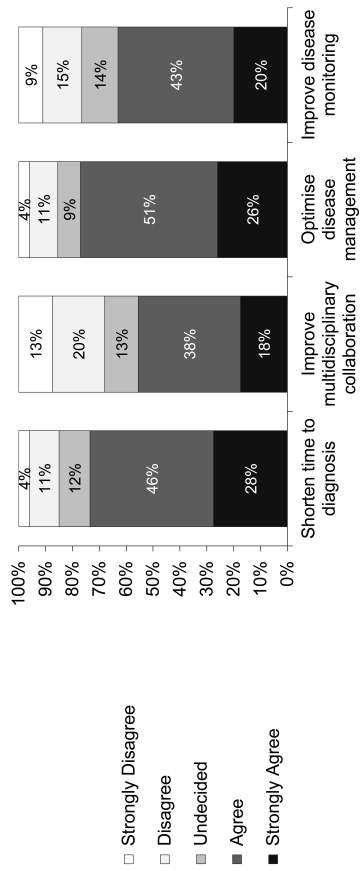 Strongly Disagree
Disagree
Undecided
Agree
Strongly Agree
100%
90%
80%
70%
60%
50%
40%
30%
20%
10%
0%
4%
11%
12%
46%
28%
Shorten time to
diagnosis
13%
20%
13%
38%
18%
Improve
multidisciplinary
collaboration
4%
11%
9%
51%
26%
Optimise
disease
management
9%
15%
14%
43%
20%
Improve disease
monitoring